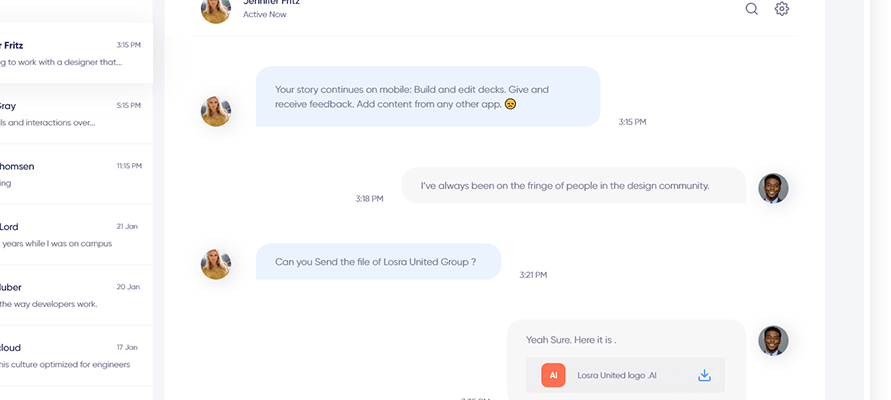 r Fritz
3:15 PM
g to work with a designer that...
Gray
5:15 PM
ls and interactions over...
homsen
11:15 PM
ing
Lord
21 Jan
years while I was on campus
luber
20 Jan
the way developers work.
cloud
17 Jan
his culture optimized for engineers
Jennifer Fritz
Active Now
Your story continues on mobile: Build and edit decks. Give and
receive feedback. Add content from any other app.
3:15 PM
I've always been on the fringe of people in the design community.
3:18 PM
Can you Send the file of Losra United Group ?
3:21 PM
Yeah Sure. Here it is .
AI
Losra United logo .AI